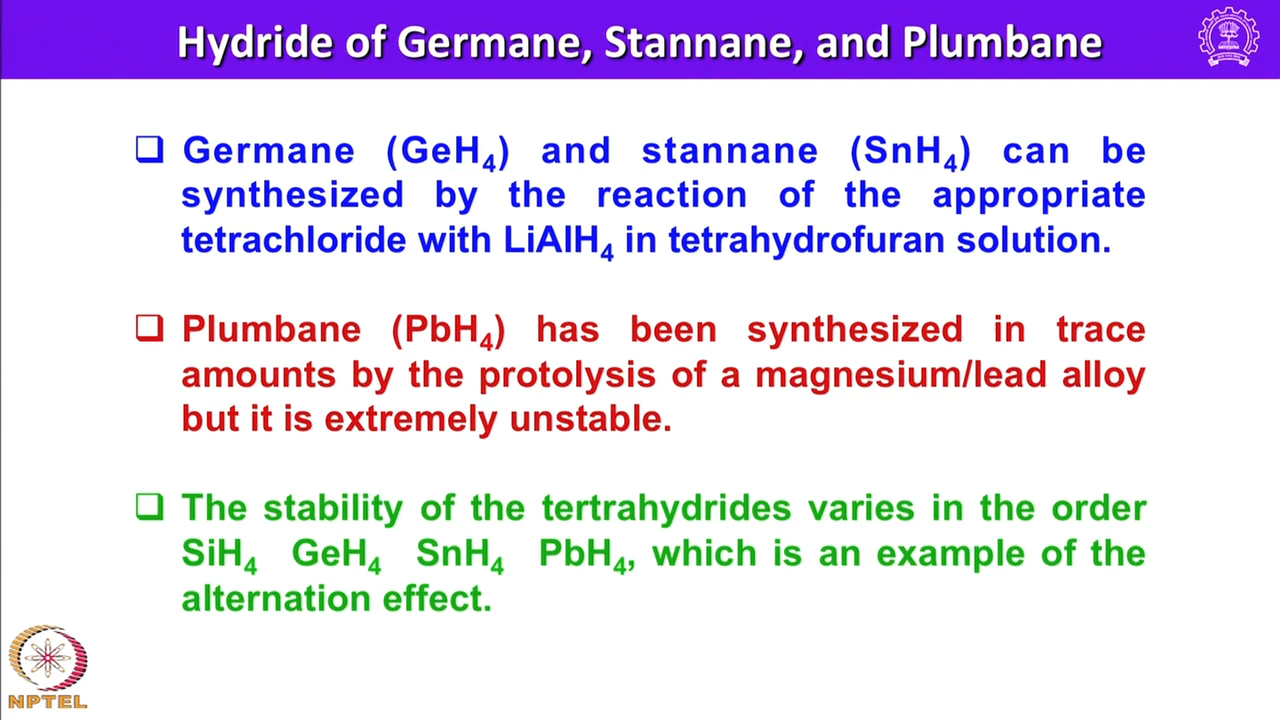 Hydride of Germane, Stannane, and Plumbane
❑ Germane (GeH₄) and stannane (SnH₄) can be
synthesized by the reaction of the appropriate
tetrachloride with LiAlH₄ in tetrahydrofuran solution.
❑ Plumbane (PbH₄) has been synthesized in trace
amounts by the protolysis of a magnesium/lead alloy
but it is extremely unstable.
❑ The stability of the tertrahydrides varies in the order
SiH₄ GeH₄ SnH₄ PbH₄, which is an example of the
alternation effect.
NPTEL